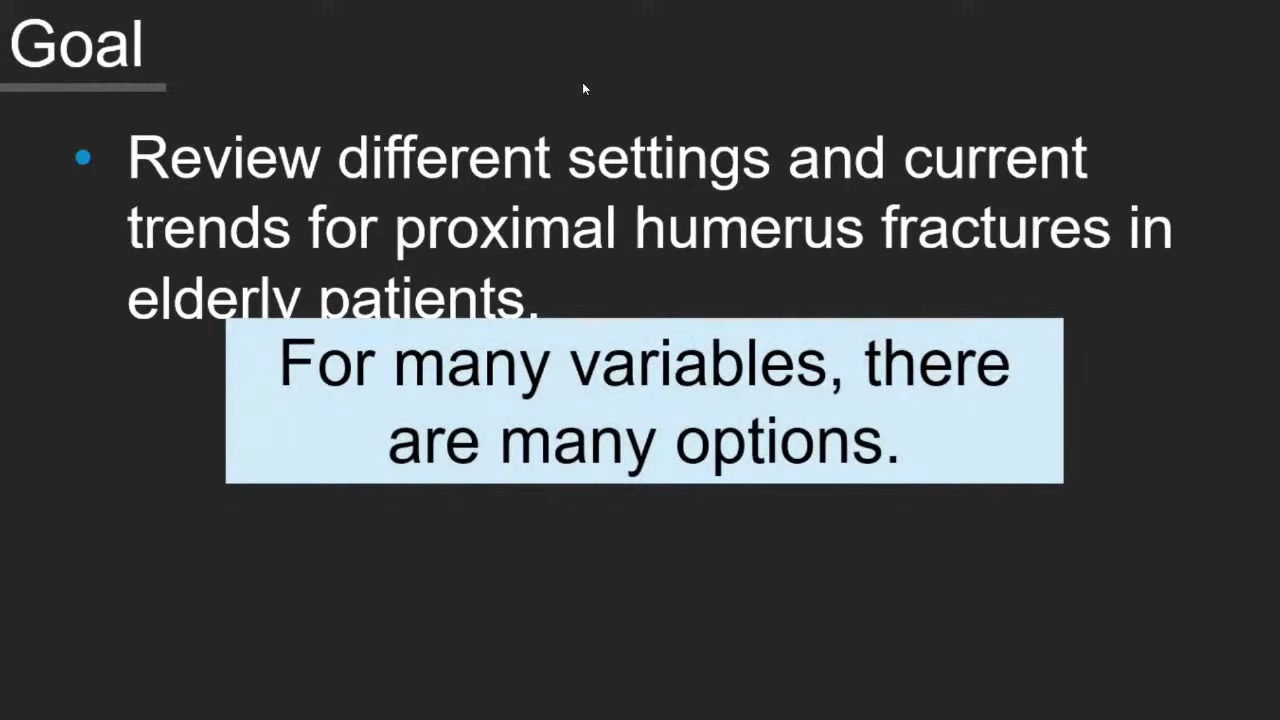 Goal
• Review different settings and current
trends for proximal humerus fractures in
elderly patients.
For many variables, there
are many options.